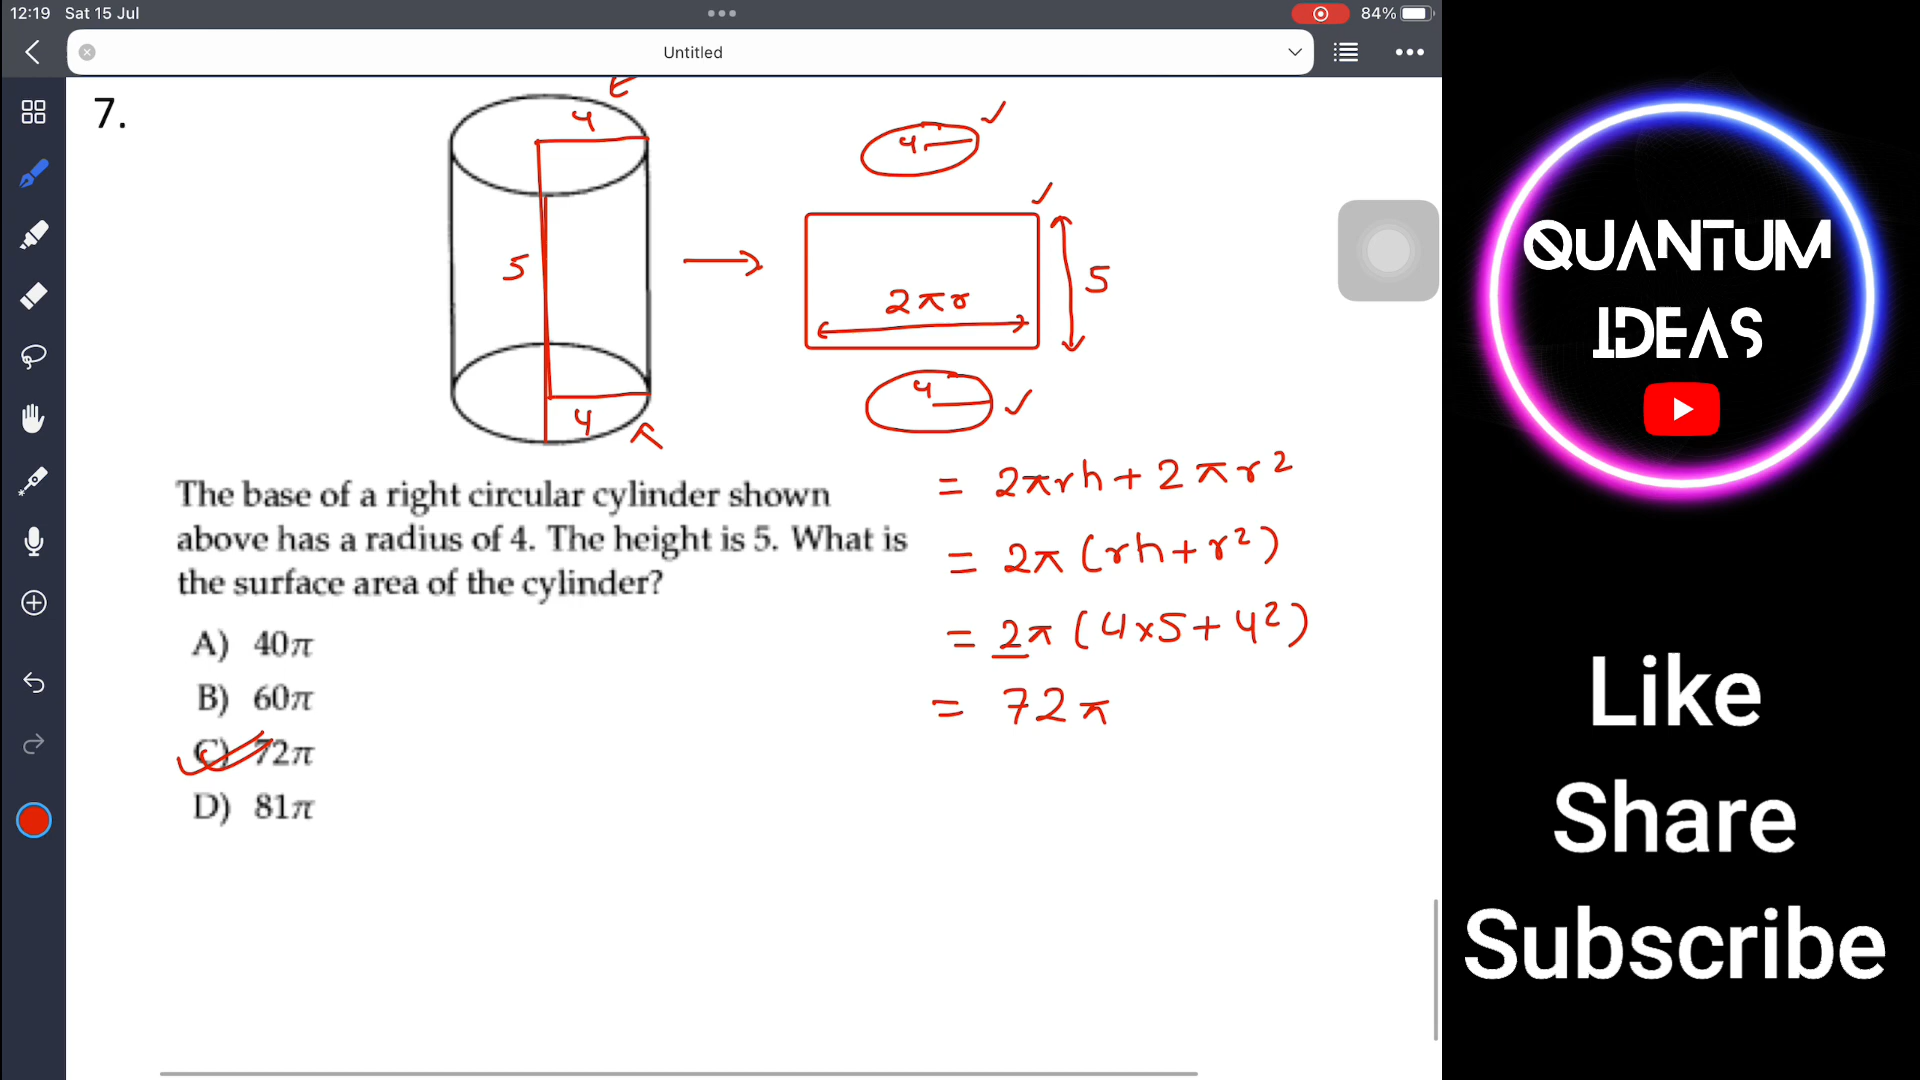 12:19 Sat 15 Jul
84%
Untitled
7.
4
5
4
4
2πr
5
4
= 2πrh + 2πr²
= 2π (rh + r²)
= 2π (4x5 + 4²)
= 72π
The base of a right circular cylinder shown
above has a radius of 4. The height is 5. What is
the surface area of the cylinder?
A) 40π
B) 60π
C) 72π
D) 81π
QUANTUM
IDEAS
Like
Share
Subscribe